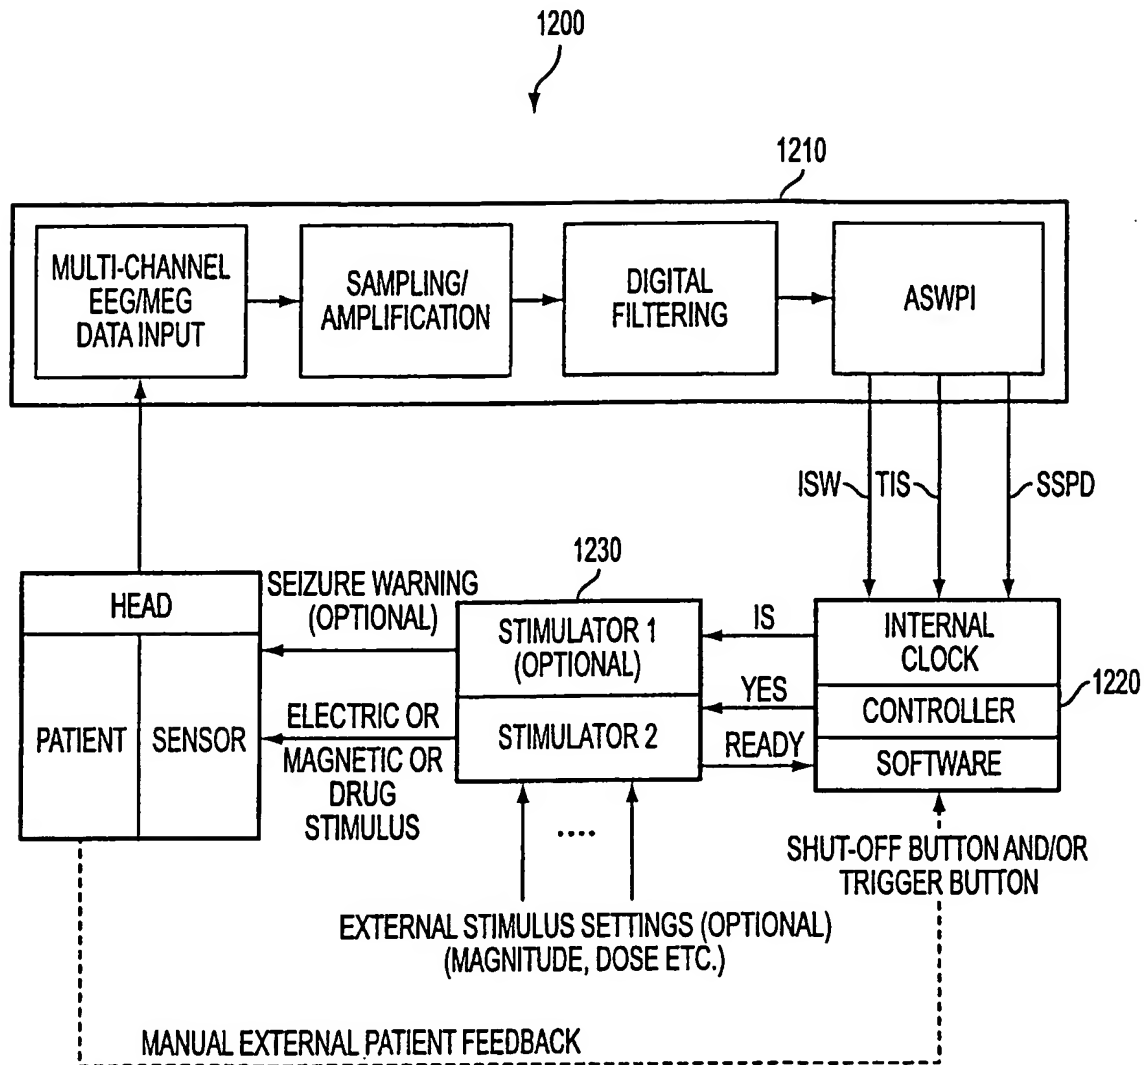 1200
1210
MULTI-CHANNEL
EEG/MEG
DATA INPUT
SAMPLING/
AMPLIFICATION
DIGITAL
FILTERING
ASWPI
ISW
TIS
SSPD
HEAD
PATIENT
SENSOR
SEIZURE WARNING
(OPTIONAL)
ELECTRIC OR
MAGNETIC OR
DRUG
STIMULUS
1230
STIMULATOR 1
(OPTIONAL)
STIMULATOR 2
IS
YES
READY
INTERNAL
CLOCK
CONTROLLER
SOFTWARE
1220
....
EXTERNAL STIMULUS SETTINGS (OPTIONAL)
(MAGNITUDE, DOSE ETC.)
SHUT-OFF BUTTON AND/OR
TRIGGER BUTTON
MANUAL EXTERNAL PATIENT FEEDBACK